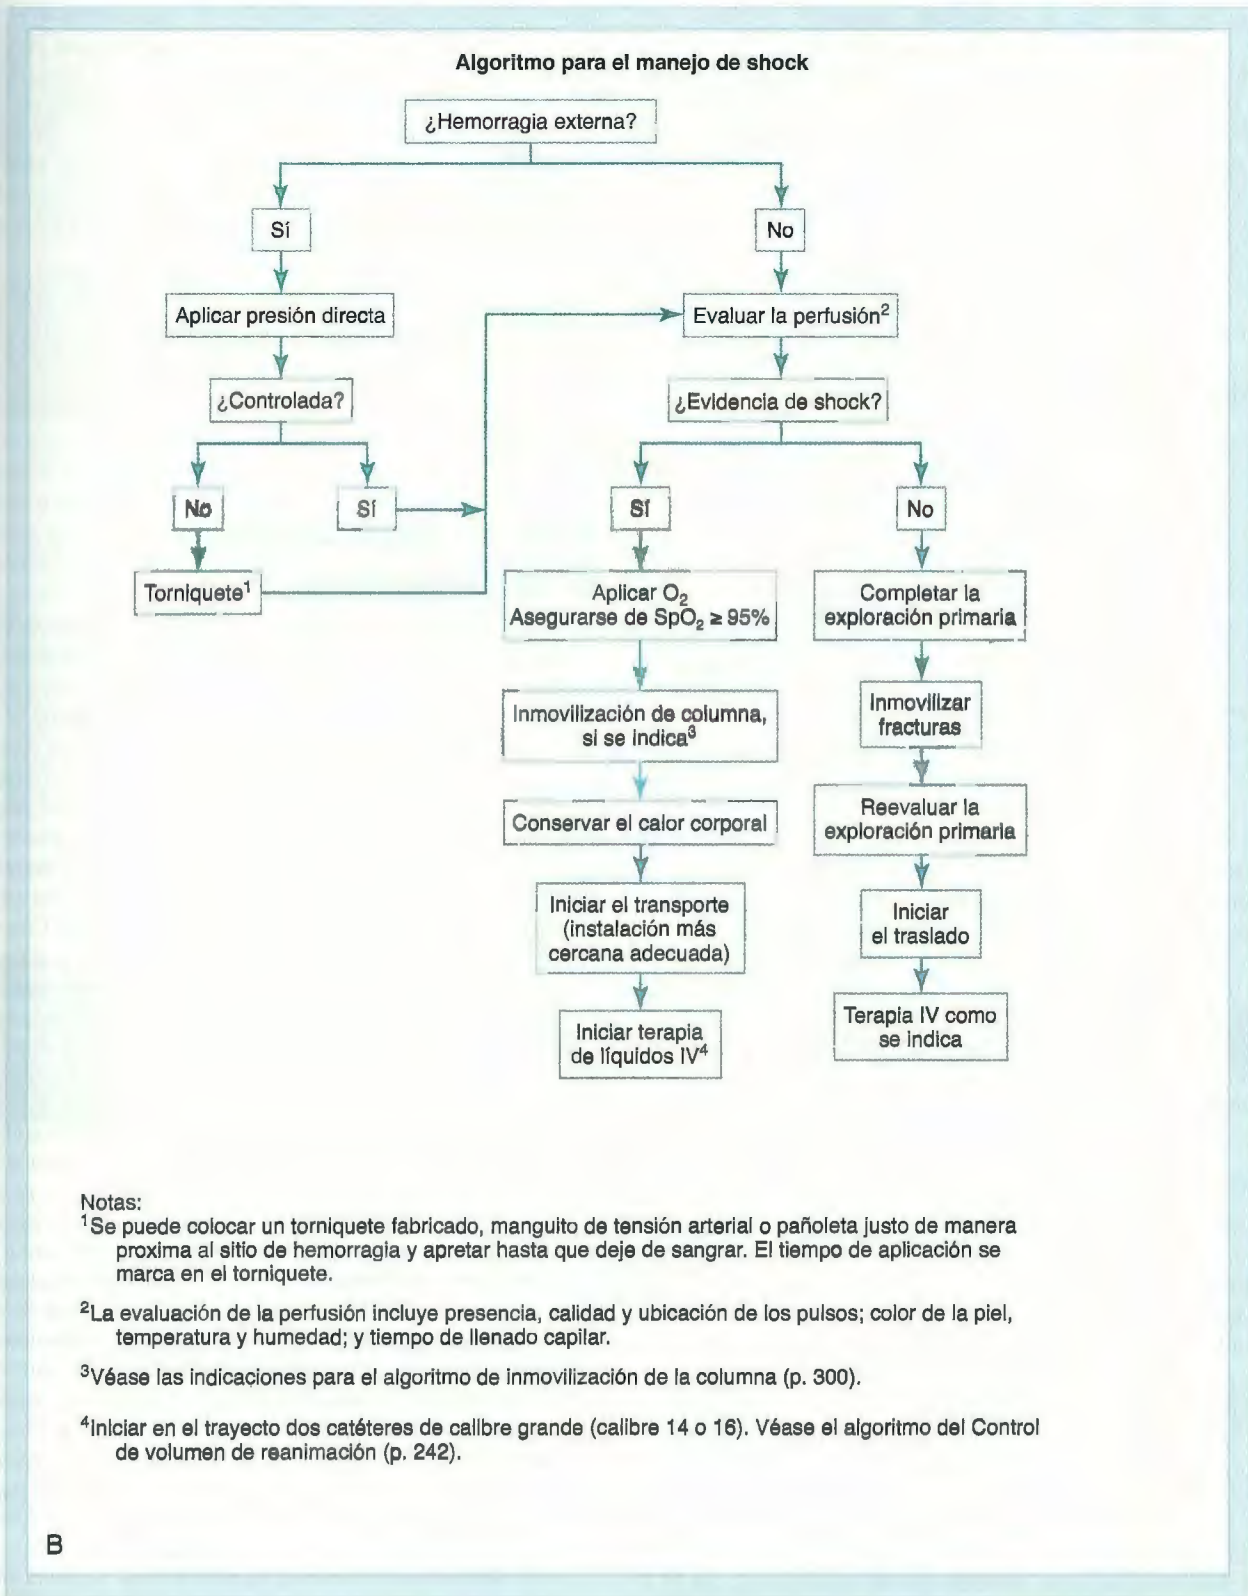 Algoritmo para el manejo de shock
¿Hemorragia externa?
Sí
No
Aplicar presión directa
Evaluar la perfusión²
¿Controlada?
¿Evidencia de shock?
No
Sí
Sí
No
Torniquete¹
Aplicar O₂
Asegurarse de SpO₂ ≥ 95%
Completar la
exploración primaria
Inmovilización de columna,
si se indica³
Inmovilizar
fracturas
Conservar el calor corporal
Reevaluar la
exploración primaria
Iniciar el transporte
(instalación más
cercana adecuada)
Iniciar
el traslado
Iniciar terapia
de líquidos IV⁴
Terapia IV como
se indica
Notas:
¹Se puede colocar un torniquete fabricado, manguito de tensión arterial o pañoleta justo de manera
proxima al sitio de hemorragia y apretar hasta que deje de sangrar. El tiempo de aplicación se
marca en el torniquete.
²La evaluación de la perfusión incluye presencia, calidad y ubicación de los pulsos; color de la piel,
temperatura y humedad; y tiempo de llenado capilar.
³Véase las indicaciones para el algoritmo de inmovilización de la columna (p. 300).
⁴Iniciar en el trayecto dos catéteres de calibre grande (calibre 14 o 16). Véase el algoritmo del Control
de volumen de reanimación (p. 242).
B